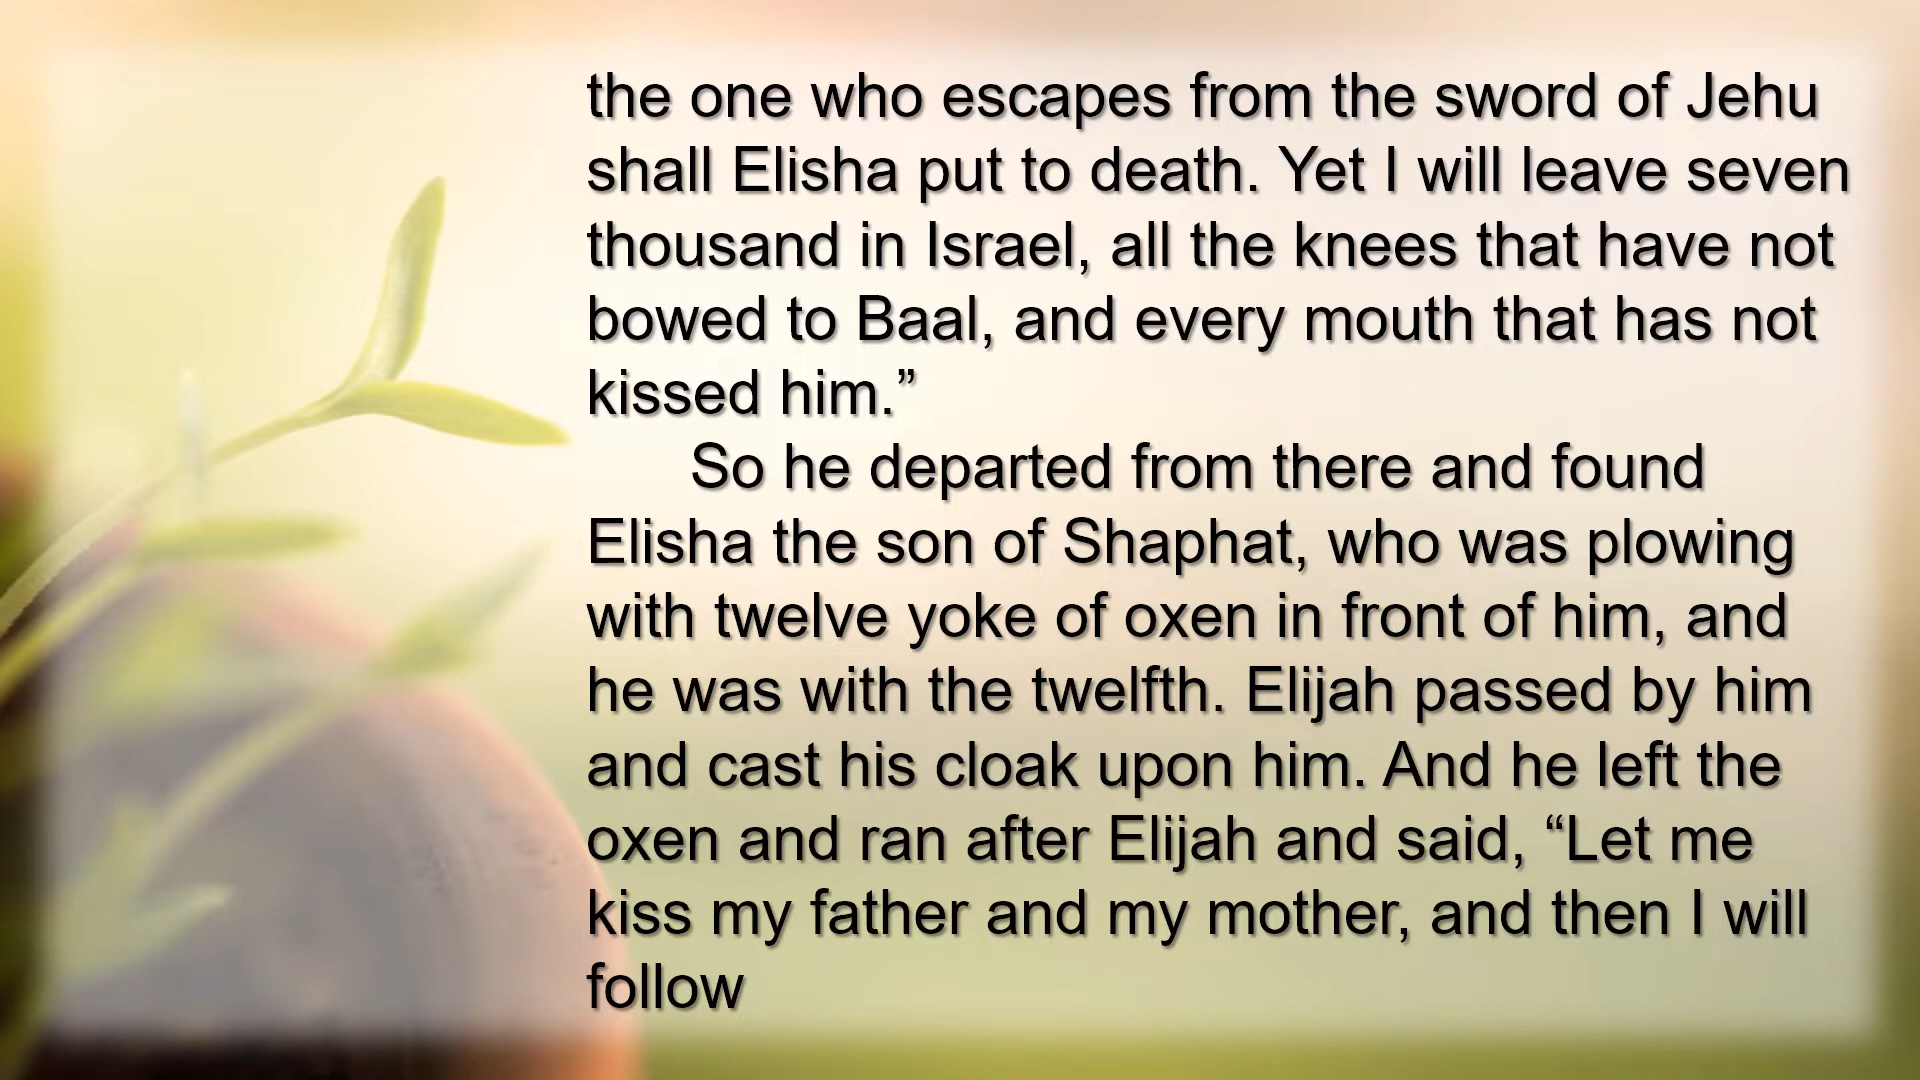 the one who escapes from the sword of Jehu
shall Elisha put to death. Yet I will leave seven
thousand in Israel, all the knees that have not
bowed to Baal, and every mouth that has not
kissed him.”
So he departed from there and found
Elisha the son of Shaphat, who was plowing
with twelve yoke of oxen in front of him, and
he was with the twelfth. Elijah passed by him
and cast his cloak upon him. And he left the
oxen and ran after Elijah and said, “Let me
kiss my father and my mother, and then I will
follow